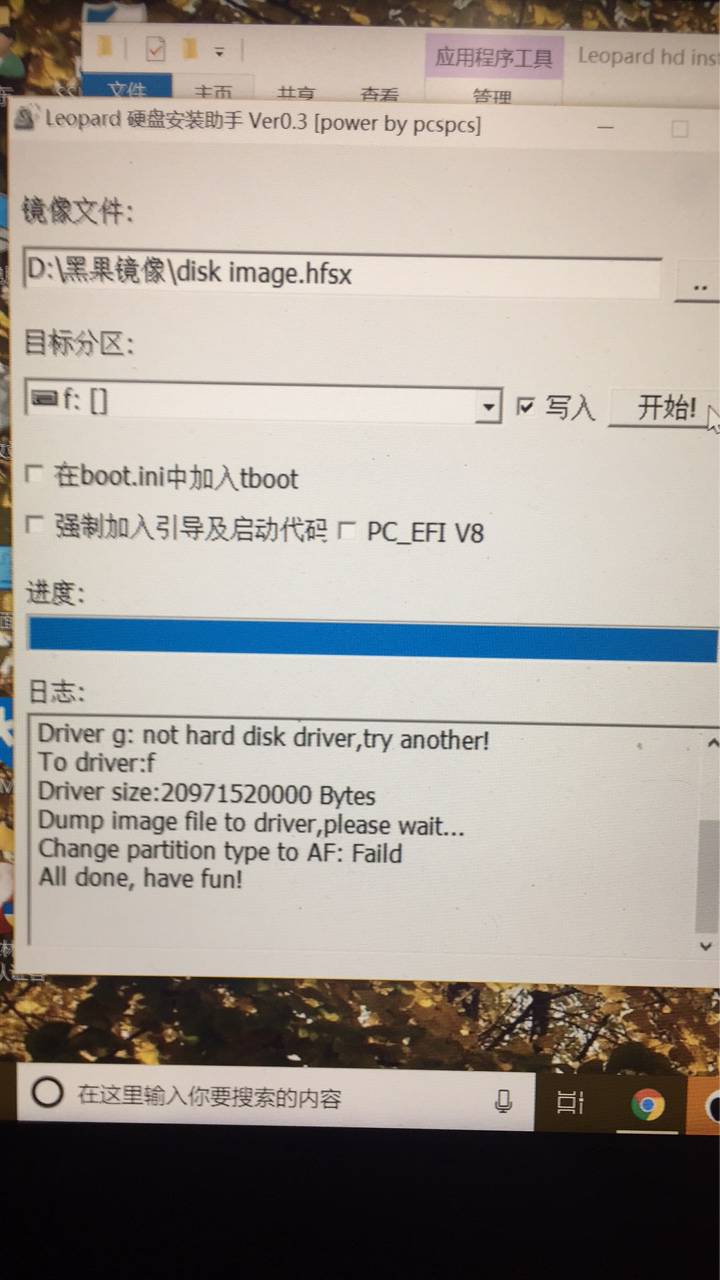 应用程序工具 Leopard hd inst
文件 主页 共享 查看 管理
Leopard 硬盘安装助手 Ver0.3 [power by pcspcs]
镜像文件:
D:\黑果镜像\disk image.hfsx
..
目标分区:
f: []
写入
开始!
在boot.ini中加入tboot
强制加入引导及启动代码 PC_EFI V8
进度:
日志:
Driver g: not hard disk driver,try another!
To driver:f
Driver size:20971520000 Bytes
Dump image file to driver,please wait...
Change partition type to AF: Faild
All done, have fun!
在这里输入你要搜索的内容